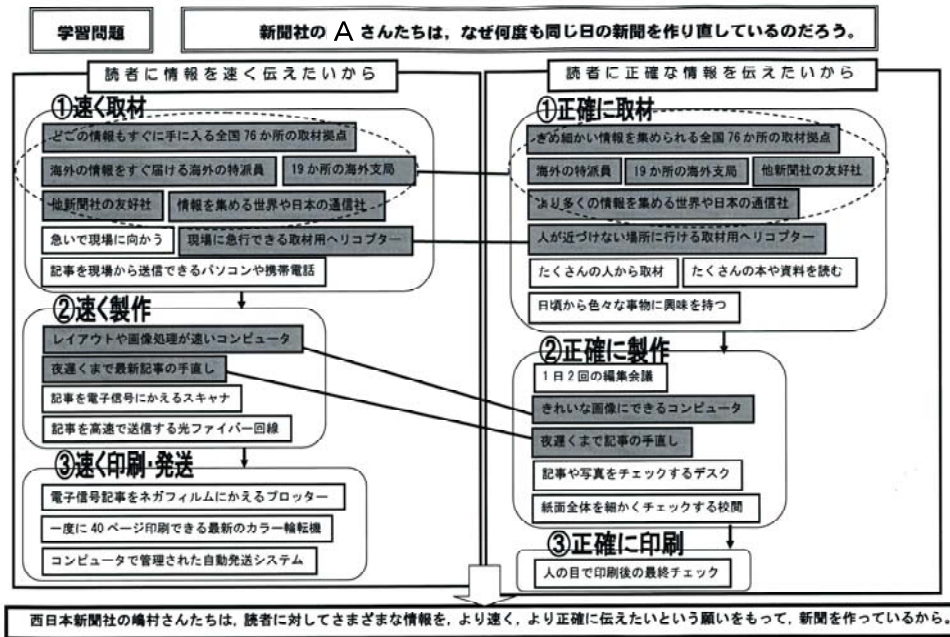 学習問題
新聞社の A さんたちは，なぜ何度も同じ日の新聞を作り直しているのだろう。
読者に情報を速く伝えたいから
①速く取材
どこの情報もすぐに手に入る全国76か所の取材拠点
海外の情報をすぐ届ける海外の特派員
19か所の海外支局
他新聞社の友好社
情報を集める世界や日本の通信社
急いで現場に向かう
現場に急行できる取材用ヘリコプター
記事を現場から送信できるパソコンや携帯電話
②速く製作
レイアウトや画像処理が速いコンピュータ
夜遅くまで最新記事の手直し
記事を電子信号にかえるスキャナ
記事を高速で送信する光ファイバー回線
③速く印刷・発送
電子信号記事をネガフィルムにかえるプロッター
一度に40ページ印刷できる最新のカラー輪転機
コンピュータで管理された自動発送システム
読者に正確な情報を伝えたいから
①正確に取材
きめ細かい情報を集められる全国76か所の取材拠点
海外の特派員
19か所の海外支局
他新聞社の友好社
より多くの情報を集める世界や日本の通信社
人が近づけない場所に行ける取材用ヘリコプター
たくさんの人から取材
たくさんの本や資料を読む
日頃から色々な事物に興味を持つ
②正確に製作
1日2回の編集会議
きれいな画像にできるコンピュータ
夜遅くまで記事の手直し
記事や写真をチェックするデスク
紙面全体を細かくチェックする校閲
③正確に印刷
人の目で印刷後の最終チェック
西日本新聞社の嶋村さんたちは，読者に対してさまざまな情報を，より速く，より正確に伝えたいという願いをもって，新聞を作っているから。